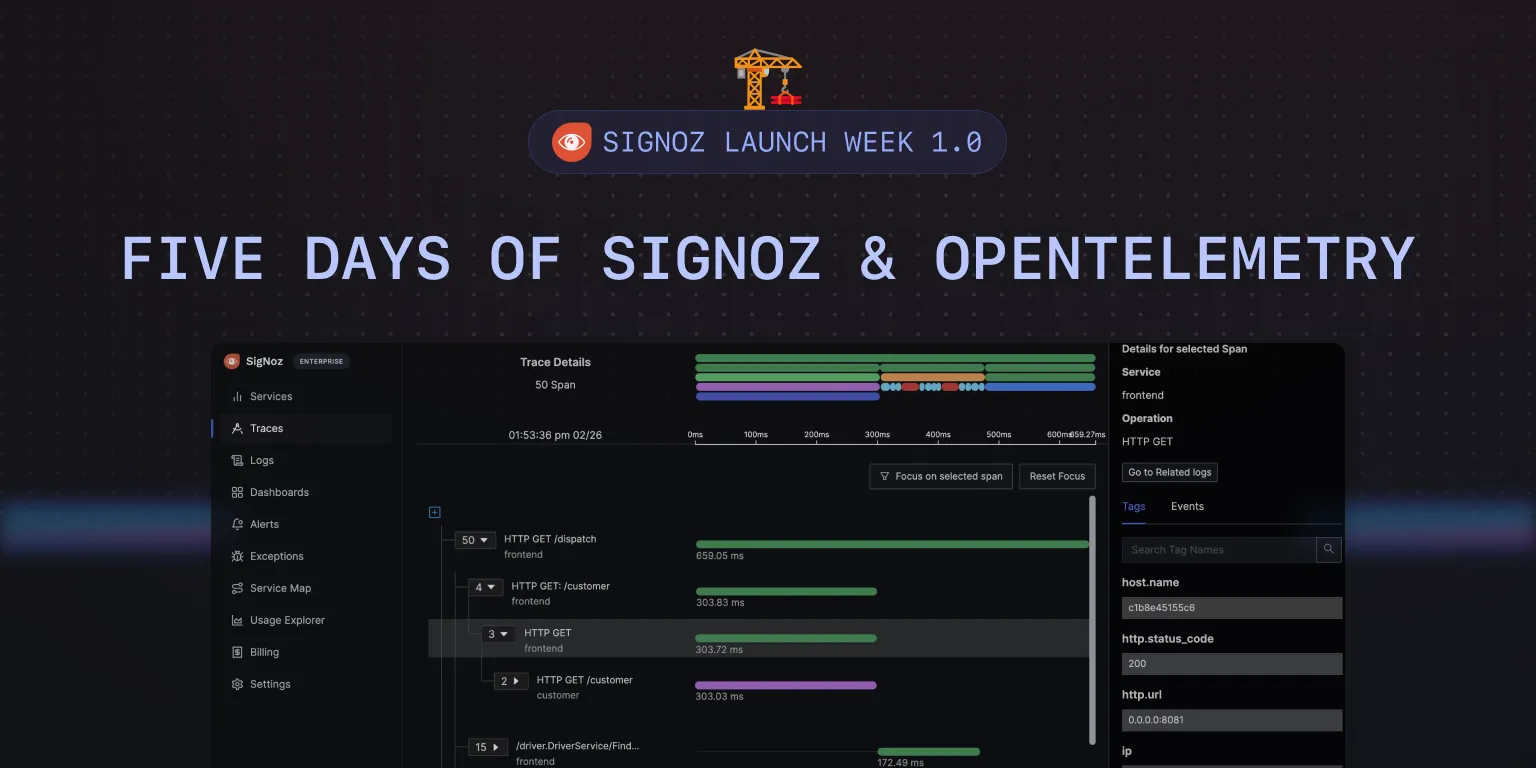 SIGNOZ LAUNCH WEEK 1.0
FIVE DAYS OF SIGNOZ & OPENTELEMETRY
SigNoz ENTERPRISE
Services
Traces
Logs
Dashboards
Alerts
Exceptions
Service Map
Usage Explorer
Billing
Settings
Trace Details
50 Span
01:53:36 pm 02/26
0ms 100ms 200ms 300ms 400ms 500ms 600ms 659.27ms
Focus on selected span Reset Focus
50 HTTP GET /dispatch
frontend
659.05 ms
4 HTTP GET: /customer
frontend
303.83 ms
3 HTTP GET
frontend
303.72 ms
2 HTTP GET /customer
customer
303.03 ms
15 /driver.DriverService/Find...
frontend
172.49 ms
Details for selected Span
Service
frontend
Operation
HTTP GET
Go to Related logs
Tags Events
Search Tag Names
host.name
c1b8e45155c6
http.status_code
200
http.url
0.0.0.0:8081
ip